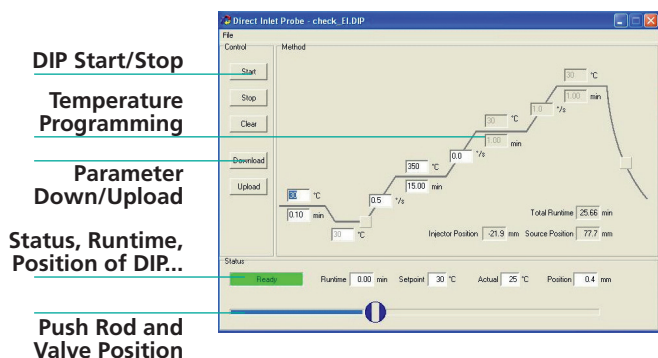 Direct Inlet Probe - check_EI.DIP
File
Control
Method
DIP Start/Stop
Start
Stop
Clear
Download
Upload
Temperature
Programming
Parameter
Down/Upload
Status, Runtime,
Position of DIP...
Push Rod and
Valve Position
30 °C
0.10 min
30 °C
0.5 °/s
350 °C
15.00 min
0.0 °/s
30 °C
1.00 min
1.0 °/s
30 °C
1.00 min
Total Runtime 25.66 min
Injector Position -21.9 mm Source Position 77.7 mm
Status
Ready Runtime 0.00 min Setpoint 30 °C Actual 25 °C Position 0.4 mm